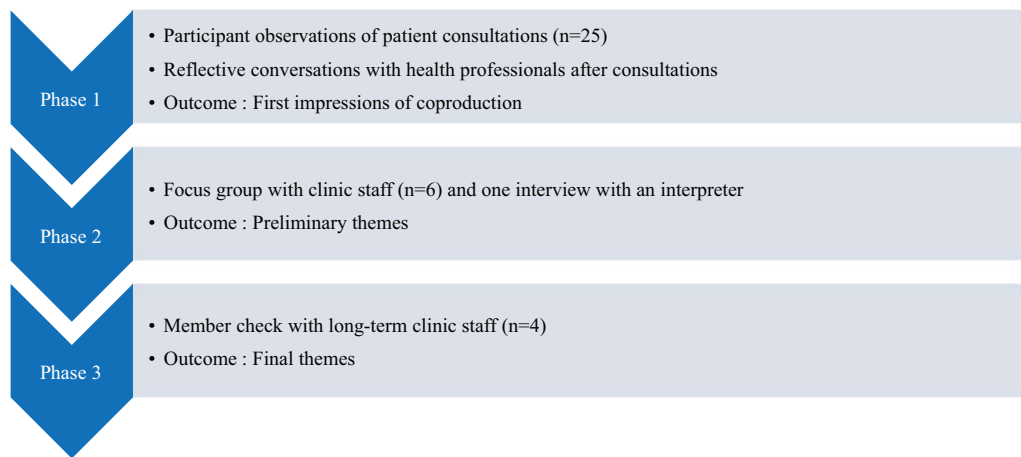 Phase 1
• Participant observations of patient consultations (n=25)
• Reflective conversations with health professionals after consultations
• Outcome : First impressions of coproduction
Phase 2
• Focus group with clinic staff (n=6) and one interview with an interpreter
• Outcome : Preliminary themes
Phase 3
• Member check with long-term clinic staff (n=4)
• Outcome : Final themes